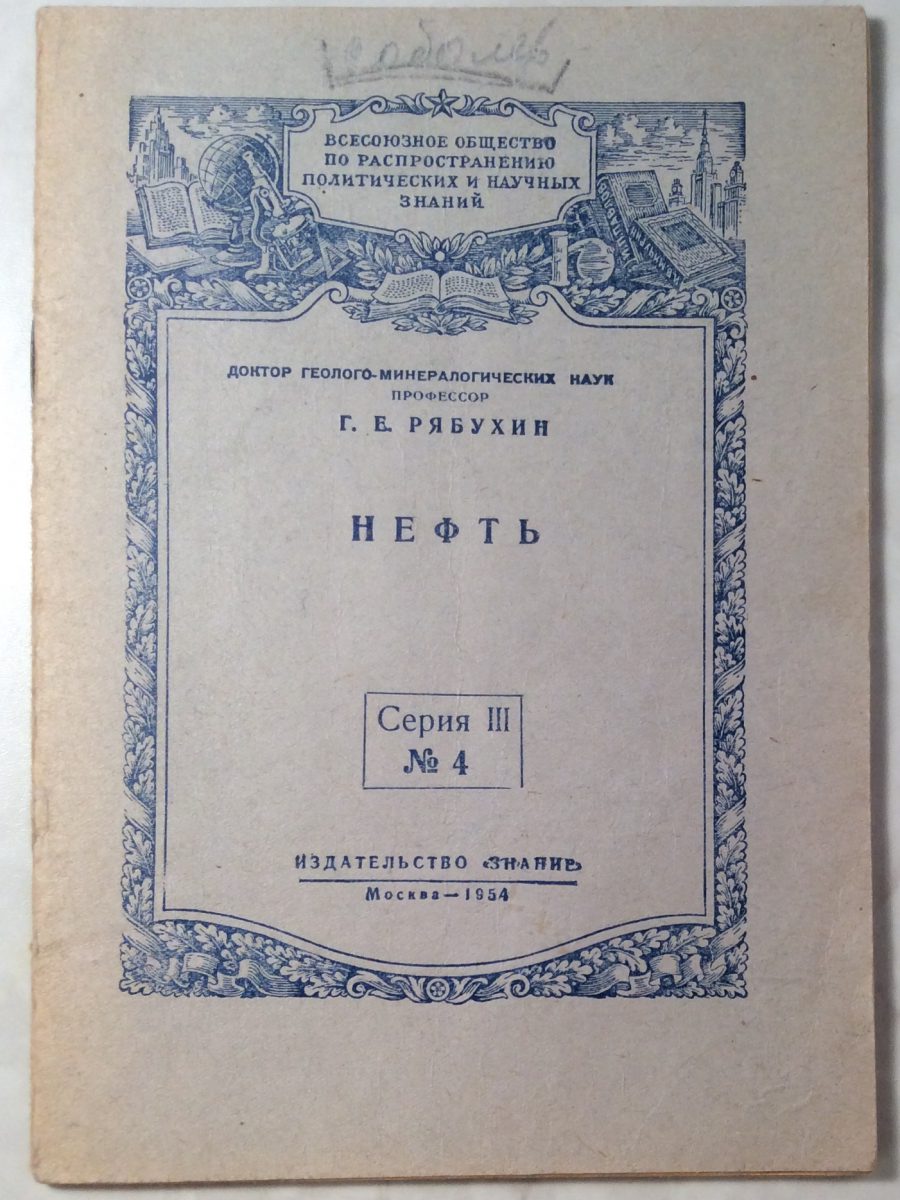 Соболев
ВСЕСОЮЗНОЕ ОБЩЕСТВО
ПО РАСПРОСТРАНЕНИЮ
ПОЛИТИЧЕСКИХ И НАУЧНЫХ
ЗНАНИЙ
ДОКТОР ГЕОЛОГО-МИНЕРАЛОГИЧЕСКИХ НАУК
ПРОФЕССОР
Г. Е. РЯБУХИН
НЕФТЬ
Серия III
№ 4
ИЗДАТЕЛЬСТВО «ЗНАНИЕ»
Москва — 1954